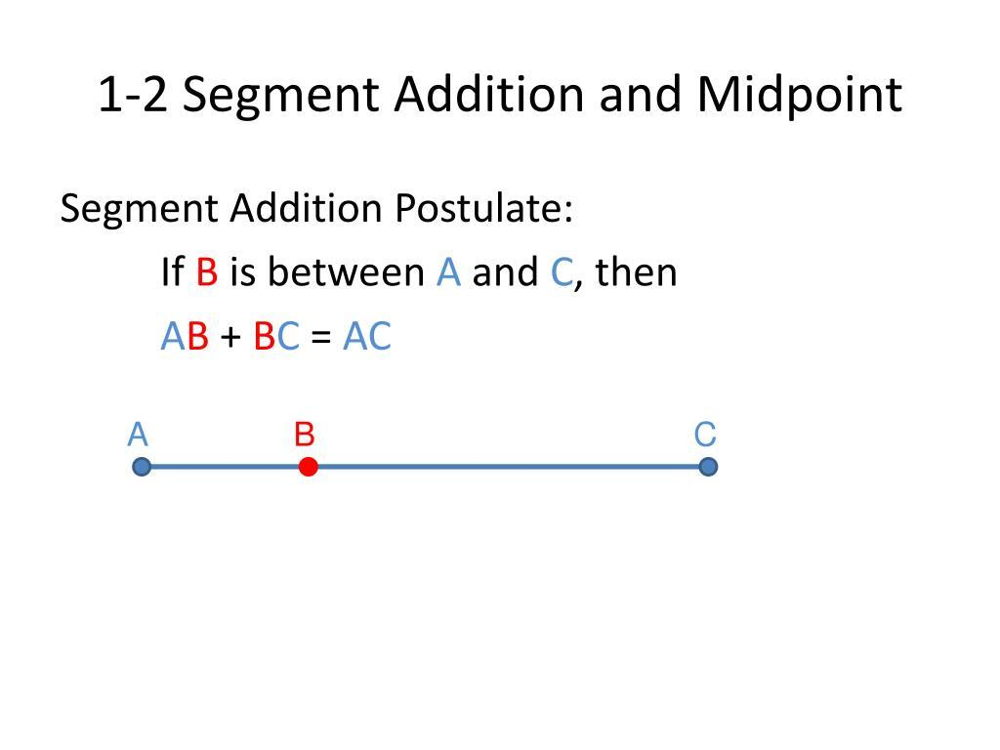 1-2 Segment Addition and Midpoint
Segment Addition Postulate:
If B is between A and C, then
AB + BC = AC
A B C